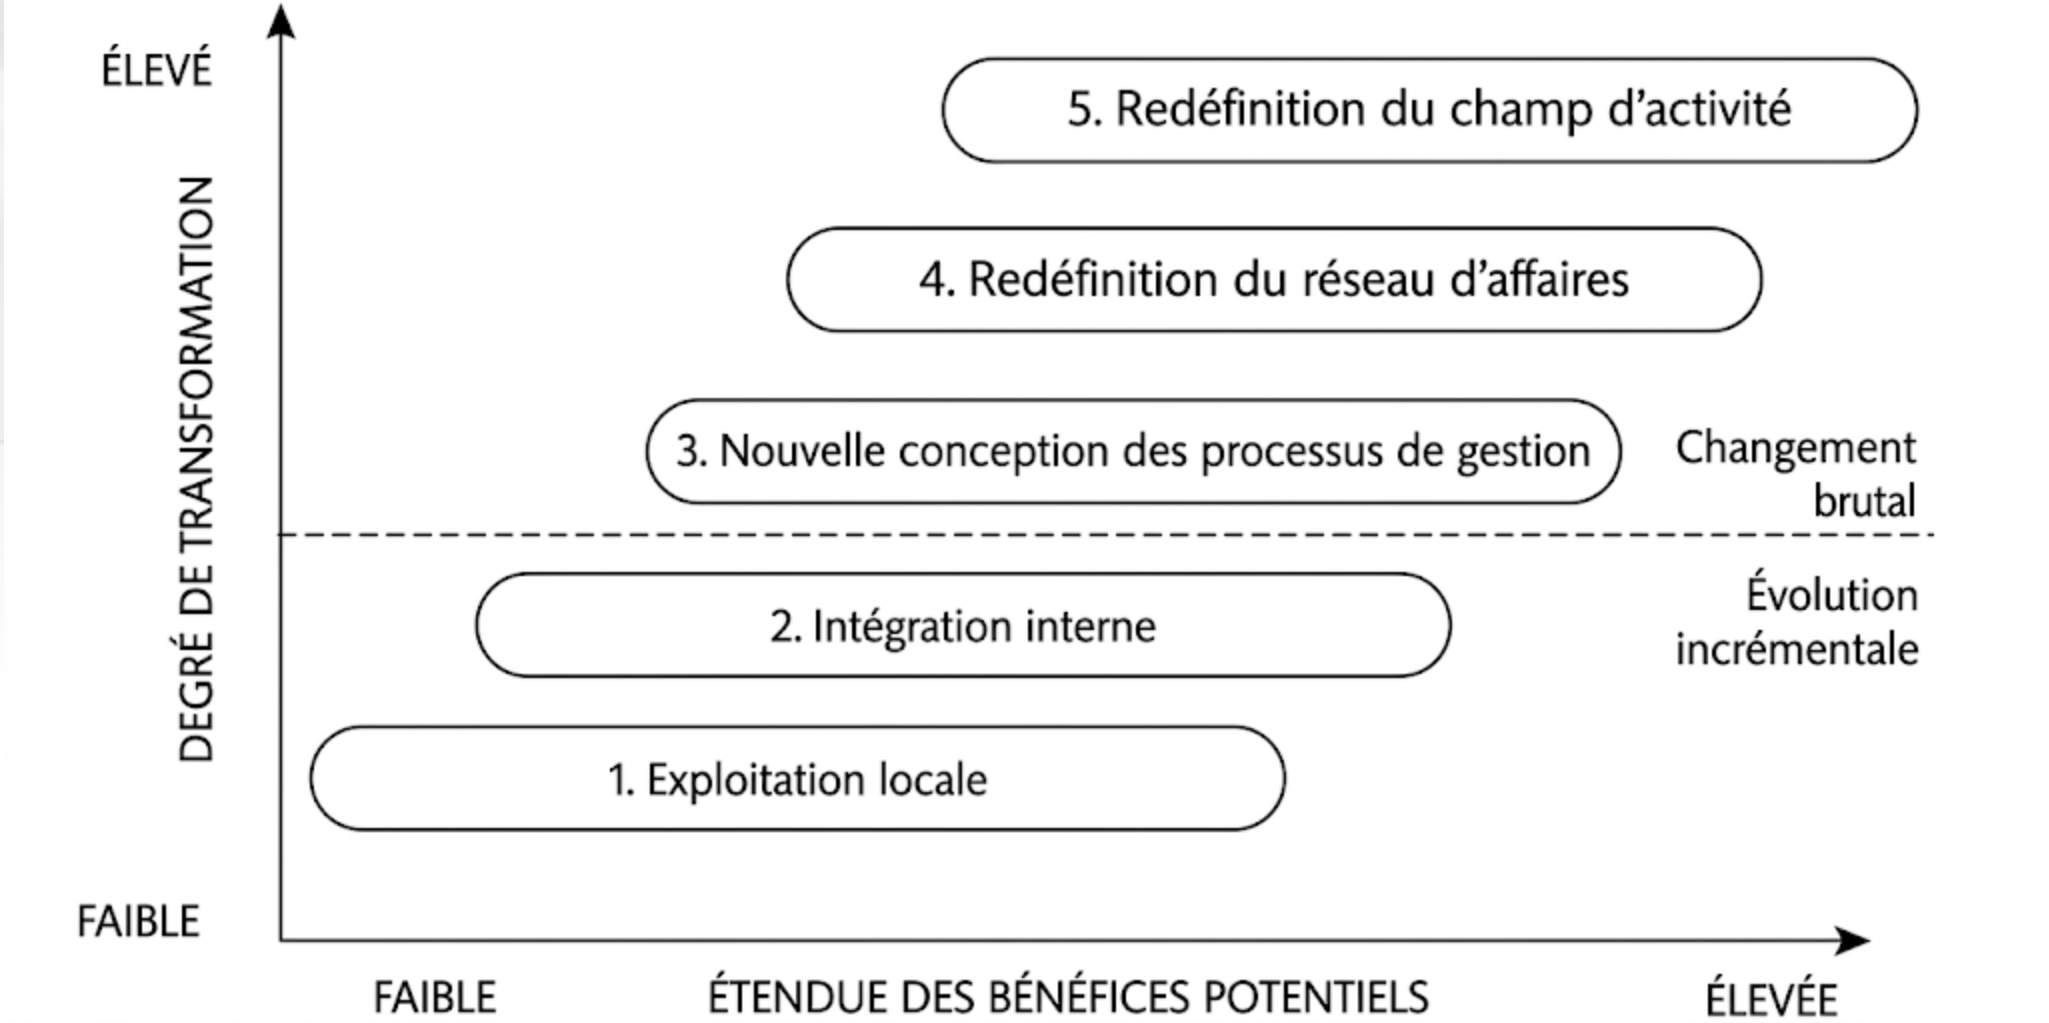 ÉLEVÉ
5. Redéfinition du champ d’activité
4. Redéfinition du réseau d’affaires
DEGRÉ DE TRANSFORMATION
3. Nouvelle conception des processus de gestion
Changement
brutal
2. Intégration interne
Évolution
incrémentale
1. Exploitation locale
FAIBLE
FAIBLE
ÉTENDUE DES BÉNÉFICES POTENTIELS
ÉLEVÉE